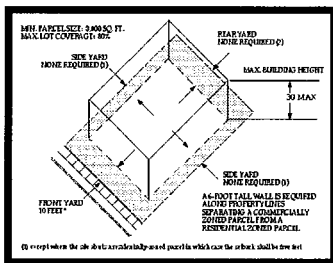 MIN. PARCEL SIZE: 3,000 SQ. FT.
MAX. LOT COVERAGE: 80%
REAR YARD
NONE REQUIRED (1)
SIDE YARD
NONE REQUIRED (1)
MAX. BUILDING HEIGHT
30 MAX
SIDE YARD
NONE REQUIRED (1)
FRONT YARD
10 FEET*
A 6-FOOT TALL WALL IS REQUIRED
ALONG PROPERTY LINES
SEPARATING A COMMERCIALLY
ZONED PARCEL FROM A
RESIDENTIAL ZONED PARCEL
(1) except where the site abuts a residentially-zoned parcel in which case the setback shall be five feet